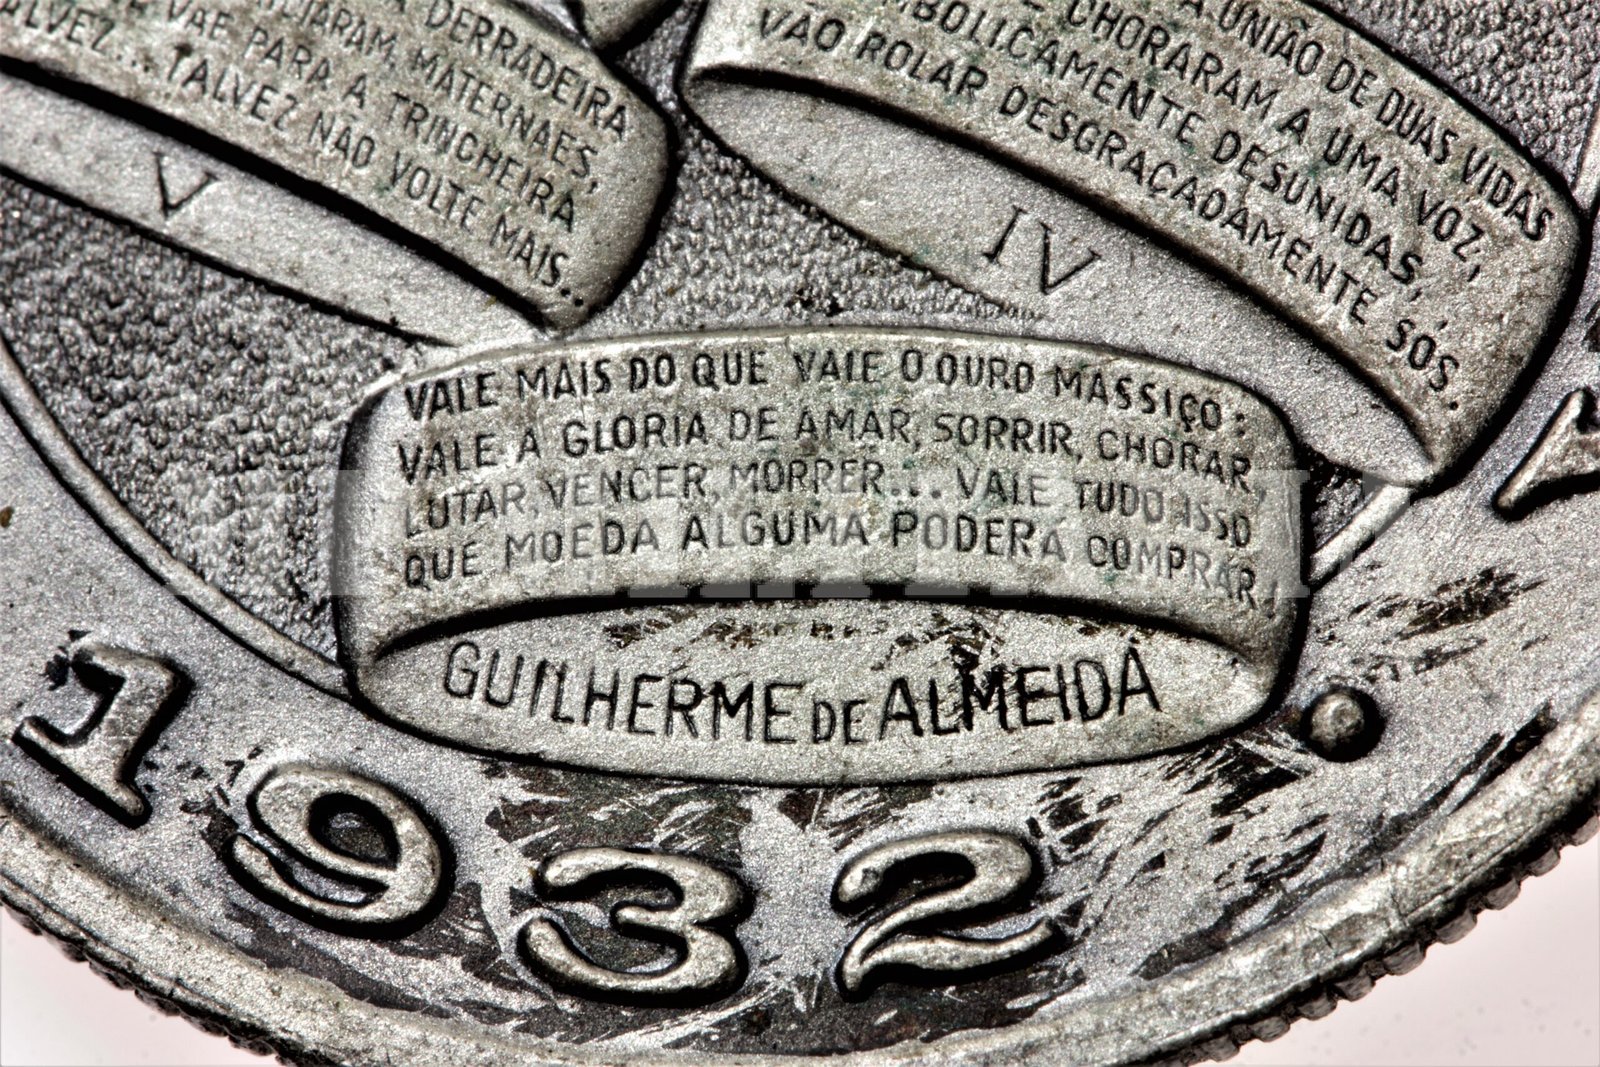 DERRADEIRA
MATERNAES,
VAE PARA A TRINCHEIRA
TALVEZ... TALVEZ NÃO VOLTE MAIS..
V
A UNIÃO DE DUAS VIDAS
CHORARAM A UMA VOZ,
DESUNIDAS,
VÃO ROLAR DESGRAÇADAMENTE SÓS.
IV
VALE MAIS DO QUE VALE O OURO MASSIÇO:
VALE A GLORIA DE AMAR, SORRIR, CHORAR,
LUTAR, VENCER, MORRER... VALE TUDO ISSO
QUE MOEDA ALGUMA PODERÁ COMPRAR
GUILHERME DE ALMEIDA
1932